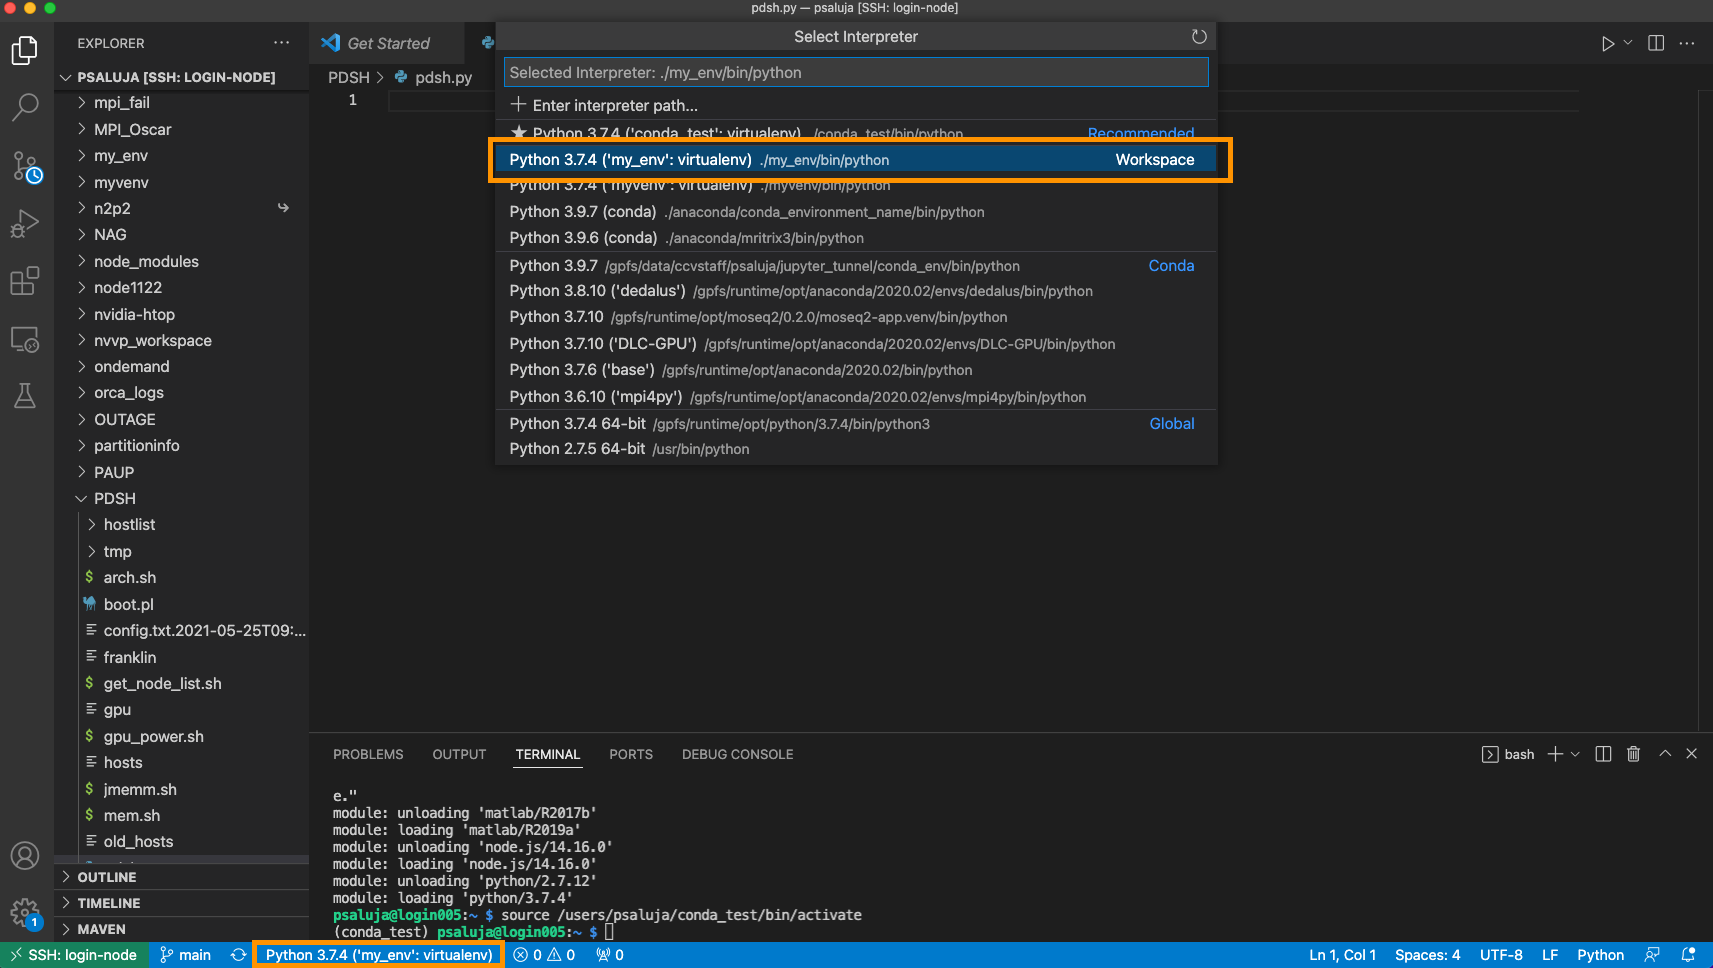 pdsh.py — psaluja [SSH: login-node]
EXPLORER
PSALUJA [SSH: LOGIN-NODE]
mpi_fail
MPI_Oscar
my_env
myvenv
n2p2
NAG
node_modules
node1122
nvidia-htop
nvvp_workspace
ondemand
orca_logs
OUTAGE
partitioninfo
PAUP
PDSH
hostlist
tmp
$ arch.sh
boot.pl
config.txt.2021-05-25T09:...
franklin
$ get_node_list.sh
gpu
$ gpu_power.sh
hosts
$ jmemm.sh
$ mem.sh
old_hosts
OUTLINE
TIMELINE
MAVEN
Get Started
PDSH > pdsh.py
1
Select Interpreter
Selected Interpreter: ./my_env/bin/python
Enter interpreter path...
Python 3.7.4 ('conda_test': virtualenv) ./conda_test/bin/python Recommended
Python 3.7.4 ('my_env': virtualenv) ./my_env/bin/python Workspace
Python 3.7.4 ('myvenv': virtualenv) ./myvenv/bin/python
Python 3.9.7 (conda) ./anaconda/conda_environment_name/bin/python
Python 3.9.6 (conda) ./anaconda/mritrix3/bin/python
Python 3.9.7 /gpfs/data/ccvstaff/psaluja/jupyter_tunnel/conda_env/bin/python Conda
Python 3.8.10 ('dedalus') /gpfs/runtime/opt/anaconda/2020.02/envs/dedalus/bin/python
Python 3.7.10 /gpfs/runtime/opt/moseq2/0.2.0/moseq2-app.venv/bin/python
Python 3.7.10 ('DLC-GPU') /gpfs/runtime/opt/anaconda/2020.02/envs/DLC-GPU/bin/python
Python 3.7.6 ('base') /gpfs/runtime/opt/anaconda/2020.02/bin/python
Python 3.6.10 ('mpi4py') /gpfs/runtime/opt/anaconda/2020.02/envs/mpi4py/bin/python
Python 3.7.4 64-bit /gpfs/runtime/opt/python/3.7.4/bin/python3 Global
Python 2.7.5 64-bit /usr/bin/python
PROBLEMS OUTPUT TERMINAL PORTS DEBUG CONSOLE bash
e."
module: unloading 'matlab/R2017b'
module: loading 'matlab/R2019a'
module: unloading 'node.js/14.16.0'
module: loading 'node.js/14.16.0'
module: unloading 'python/2.7.12'
module: loading 'python/3.7.4'
psaluja@login005:~ $ source /users/psaluja/conda_test/bin/activate
(conda_test) psaluja@login005:~ $
1
SSH: login-node main Python 3.7.4 ('my_env': virtualenv) 0 0 0 Ln 1, Col 1 Spaces: 4 UTF-8 LF Python